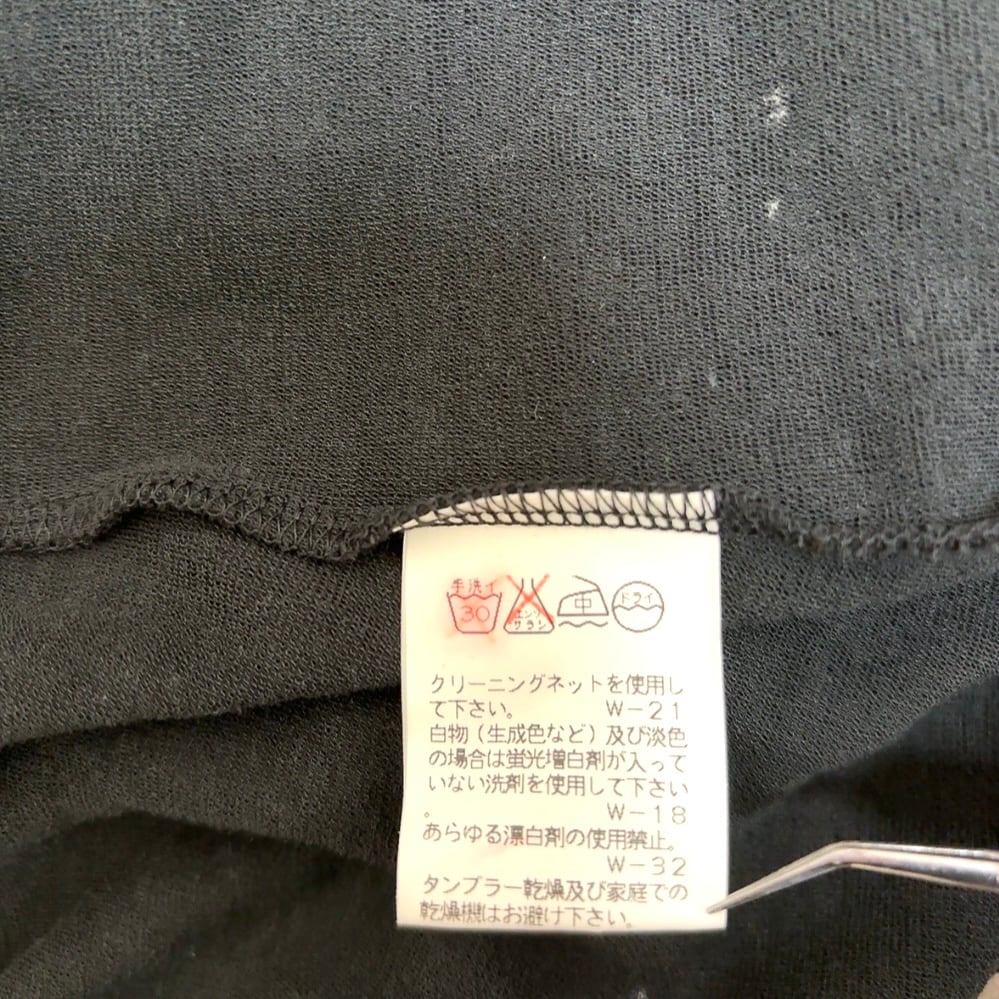 手洗イ エンソ 中 ドライ
30 サラシ
クリーニングネットを使用し
て下さい。 W-21
白物(生成色など)及び淡色
の場合は蛍光増白剤が入って
いない洗剤を使用して下さい
。 W-18
あらゆる漂白剤の使用禁止。
W-32
タンブラー乾燥及び家庭での
乾燥機はお避け下さい。